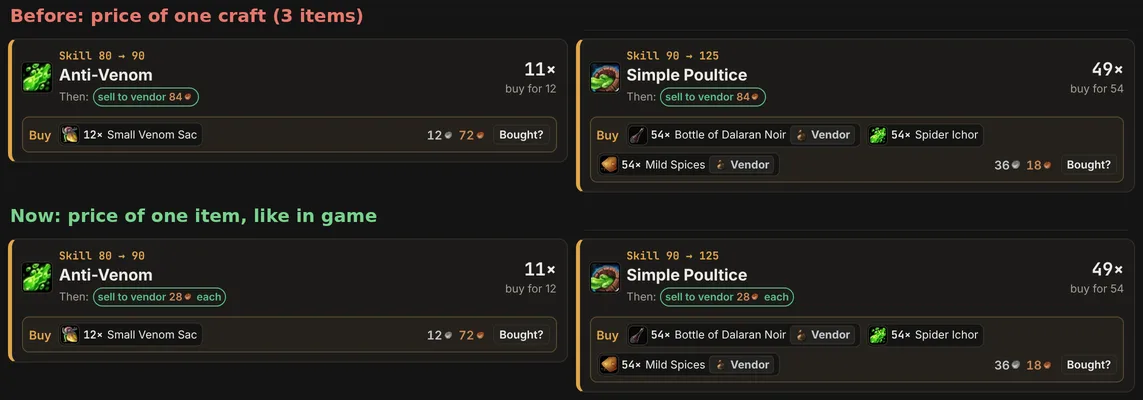 Before: price of one craft (3 items)
Skill 80 → 90
Anti-Venom
11×
Then: sell to vendor 84
buy for 12
Buy 12× Small Venom Sac 12 72 Bought?
Skill 90 → 125
Simple Poultice
49×
Then: sell to vendor 84
buy for 54
Buy 54× Bottle of Dalaran Noir Vendor 54× Spider Ichor
54× Mild Spices Vendor 36 18 Bought?
Now: price of one item, like in game
Skill 80 → 90
Anti-Venom
11×
Then: sell to vendor 28 each
buy for 12
Buy 12× Small Venom Sac 12 72 Bought?
Skill 90 → 125
Simple Poultice
49×
Then: sell to vendor 28 each
buy for 54
Buy 54× Bottle of Dalaran Noir Vendor 54× Spider Ichor
54× Mild Spices Vendor 36 18 Bought?